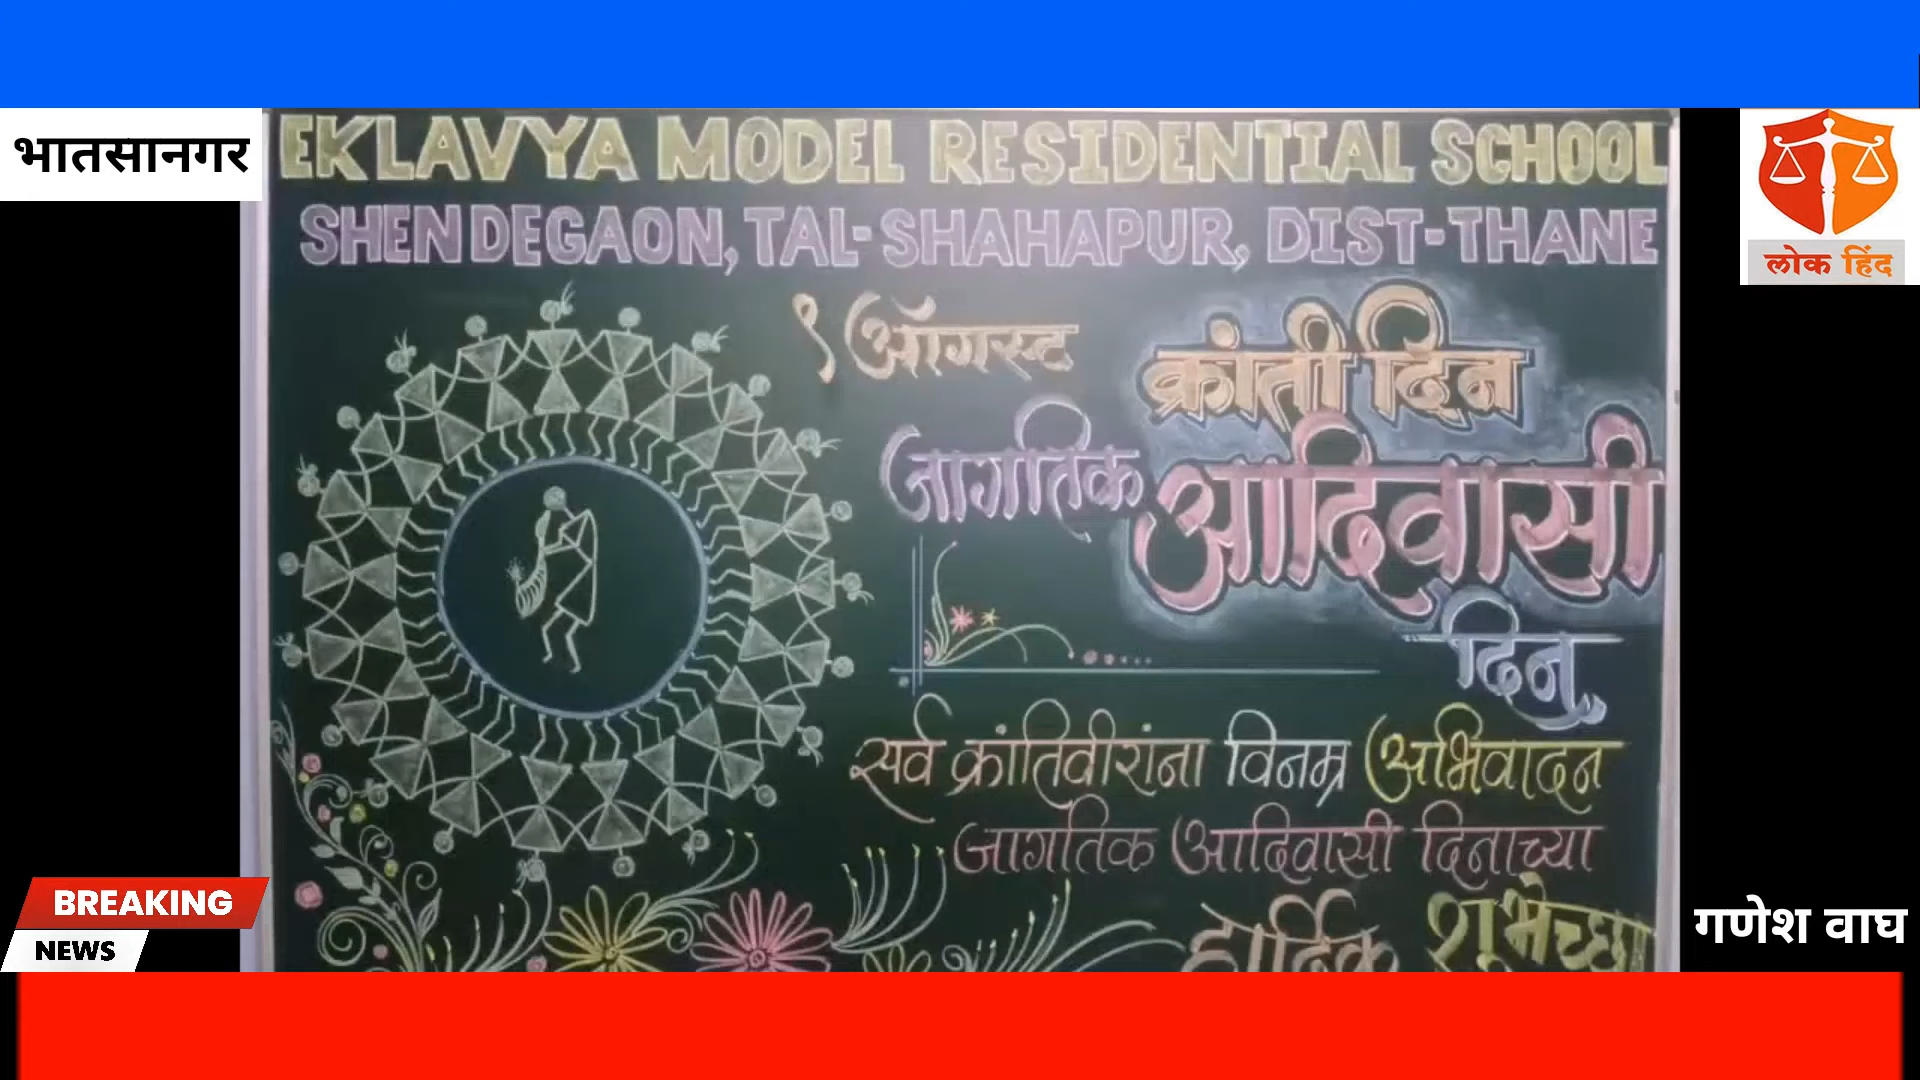 भातसानगर
EKLAVYA MODEL RESIDENTIAL SCHOOL
SHENDEGAON, TAL-SHAHAPUR, DIST-THANE
लोक हिंद
९ ऑगस्ट क्रांती दिन
जागतिक आदिवासी
दिन
सर्व क्रांतिवीरांना विनम्र अभिवादन
जागतिक आदिवासी दिनाच्या
हार्दिक शुभेच्छा
BREAKING
NEWS
गणेश वाघ